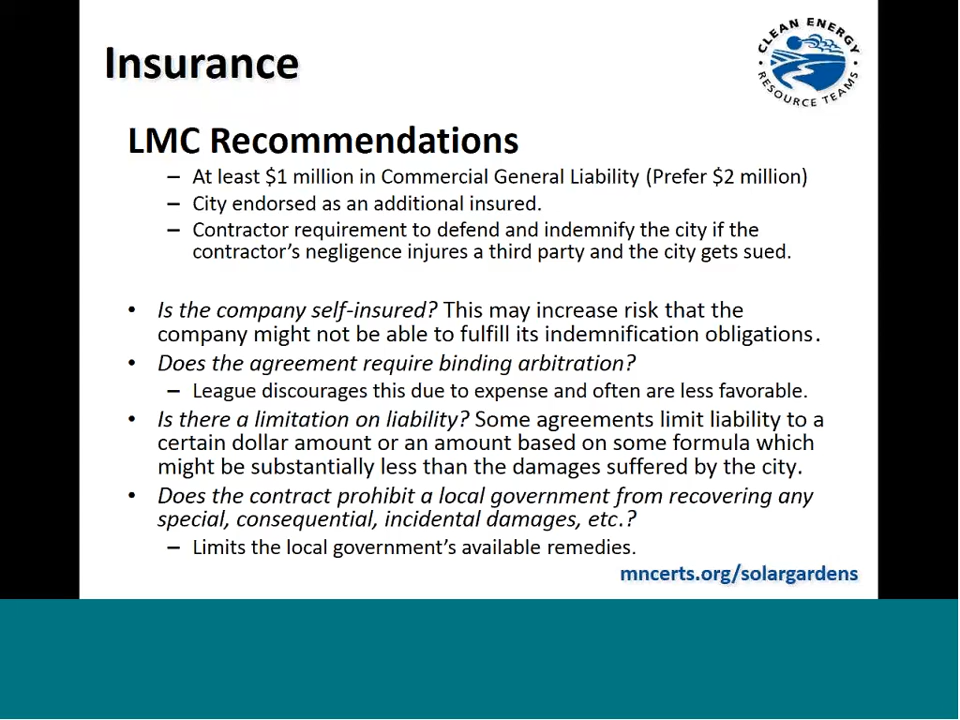 Insurance
CLEAN ENERGY
RESOURCE TEAMS
LMC Recommendations
– At least $1 million in Commercial General Liability (Prefer $2 million)
– City endorsed as an additional insured.
– Contractor requirement to defend and indemnify the city if the
contractor's negligence injures a third party and the city gets sued.
• Is the company self-insured? This may increase risk that the
company might not be able to fulfill its indemnification obligations.
• Does the agreement require binding arbitration?
– League discourages this due to expense and often are less favorable.
• Is there a limitation on liability? Some agreements limit liability to a
certain dollar amount or an amount based on some formula which
might be substantially less than the damages suffered by the city.
• Does the contract prohibit a local government from recovering any
special, consequential, incidental damages, etc.?
– Limits the local government's available remedies.
mncerts.org/solargardens